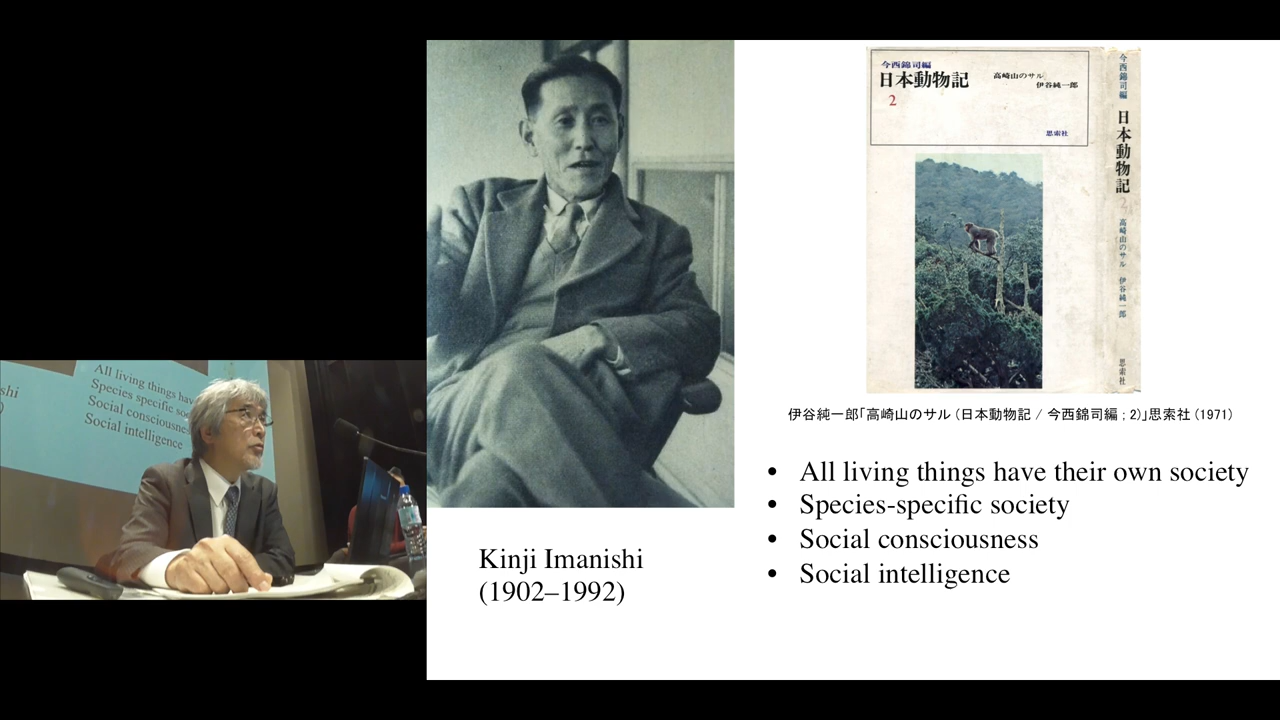 shi
)
All living things hav
Species specific soc
Social consciousne
Social intelligence
今西錦司編
日本動物記
2
高崎山のサル
伊谷純一郎
思索社
今西錦司編
日本動物記
2
高崎山のサル
伊谷純一郎
思索社
伊谷純一郎「高崎山のサル (日本動物記 / 今西錦司編 ; 2)」思索社 (1971)
• All living things have their own society
• Species-specific society
• Social consciousness
• Social intelligence
Kinji Imanishi
(1902–1992)